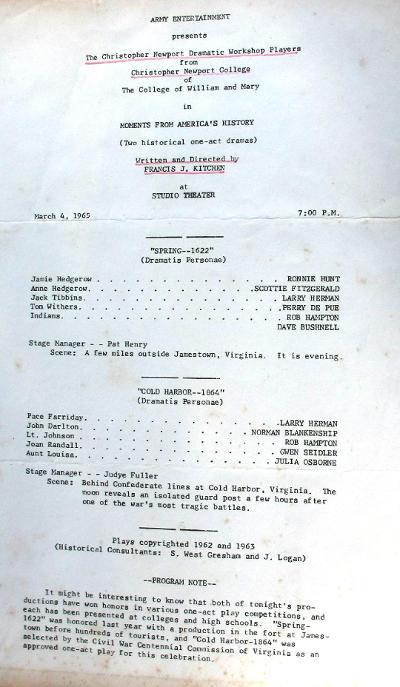 ARMY ENTERTAINMENT
presents
The Christopher Newport Dramatic Workshop Players
from
Christopher Newport College
of
The College of William and Mary
in
MOMENTS FROM AMERICA'S HISTORY
(Two historical one-act dramas)
Written and Directed by
FRANCIS J. KITCHEN
at
STUDIO THEATER
March 4, 1965 7:00 P.M.
"SPRING--1622"
(Dramatis Personae)
Jamie Hedgerow . . . . . . . . . . . . . RONNIE HUNT
Anne Hedgerow. . . . . . . . . . . . .SCOTTIE FITZGERALD
Jack Tibbins. . . . . . . . . . . . . LARRY HERMAN
Tom Withers. . . . . . . . . . . . . .PERRY DE PUE
Indians. . . . . . . . . . . . . . . ROB HAMPTON
DAVE BUSHNELL
Stage Manager -- Pat Henry
Scene: A few miles outside Jamestown, Virginia. It is evening.
"COLD HARBOR--1864"
(Dramatis Personae)
Pace Farriday. . . . . . . . . . . . .LARRY HERMAN
John Darlton. . . . . . . . . . . . NORMAN BLANKENSHIP
Lt. Johnson . . . . . . . . . . . . . ROB HAMPTON
Joan Randall. . . . . . . . . . . . . GWEN SEIDLER
Aunt Louisa. . . . . . . . . . . . . JULIA OSBORNE
Stage Manager - - Judye Fuller
Scene: Behind Confederate lines at Cold Harbor, Virginia. The
moon reveals an isolated guard post a few hours after
one of the war's most tragic battles.
Plays copyrighted 1962 and 1963
(Historical Consultants: S. West Gresham and J. Logan)
--PROGRAM NOTE--
It might be interesting to know that both of tonight's pro-
ductions have won honors in various one-act play competitions, and
each has been presented at colleges and high schools. "Spring-
1622" was honored last year with a production in the fort at James-
town before hundreds of tourists, and "Cold Harbor-1864" was
selected by the Civil War Centennial Commission of Virginia as an
approved one-act play for this celebration.